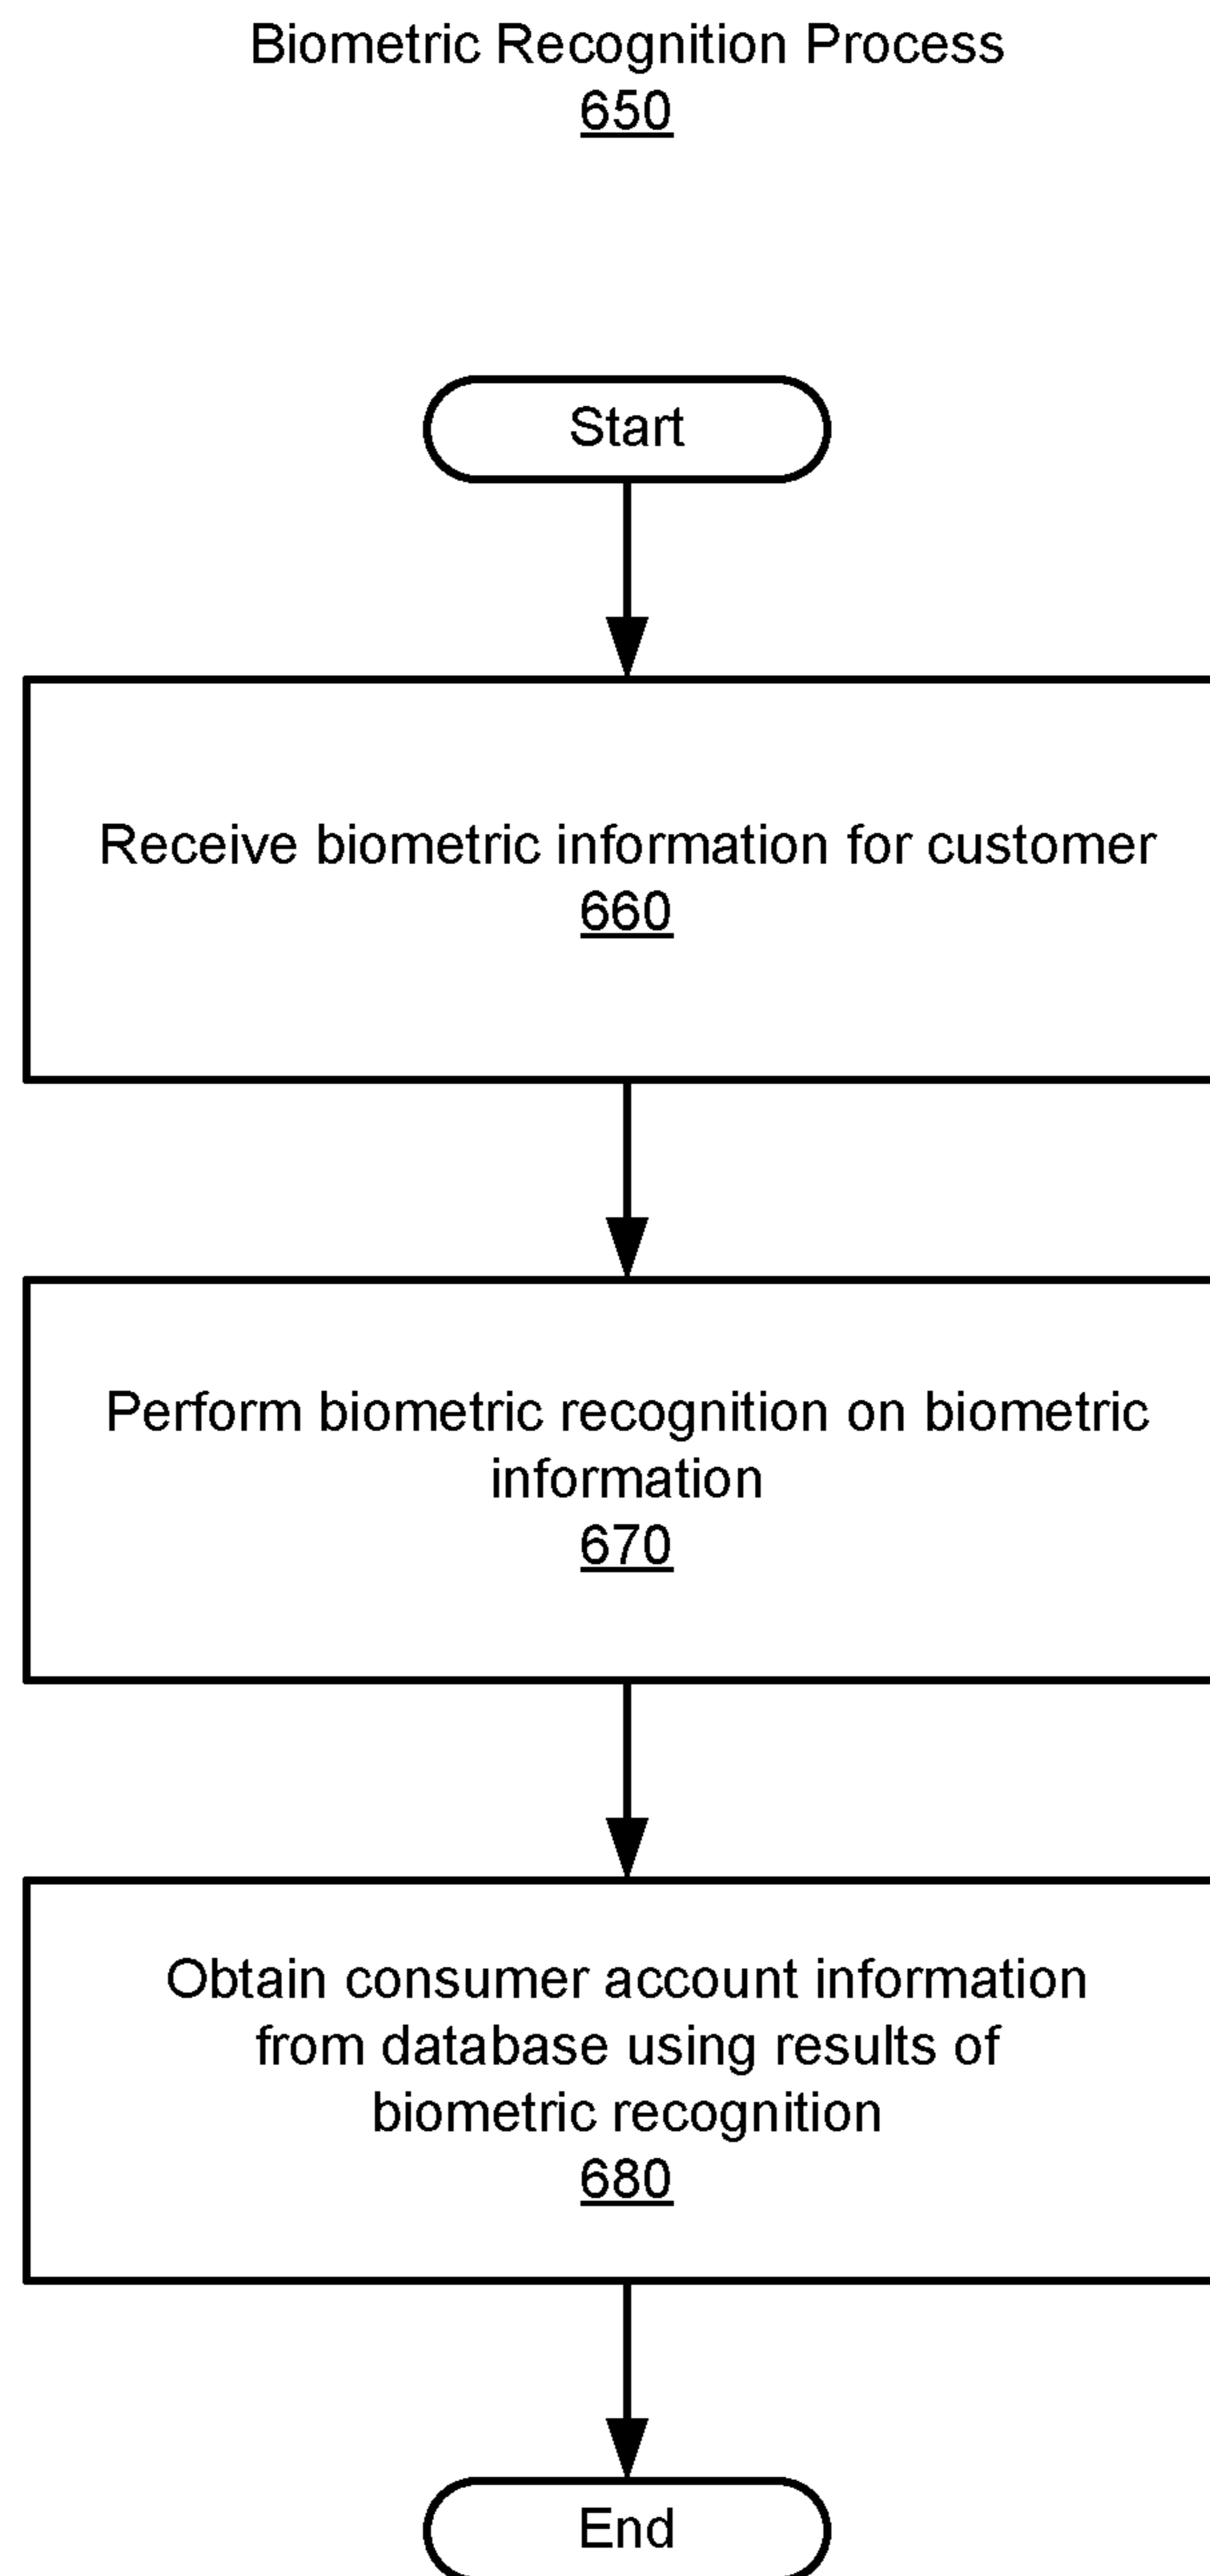 Biometric Recognition Process
650
Start
Receive biometric information for customer
660
Perform biometric recognition on biometric
information
670
Obtain consumer account information
from database using results of
biometric recognition
680
End